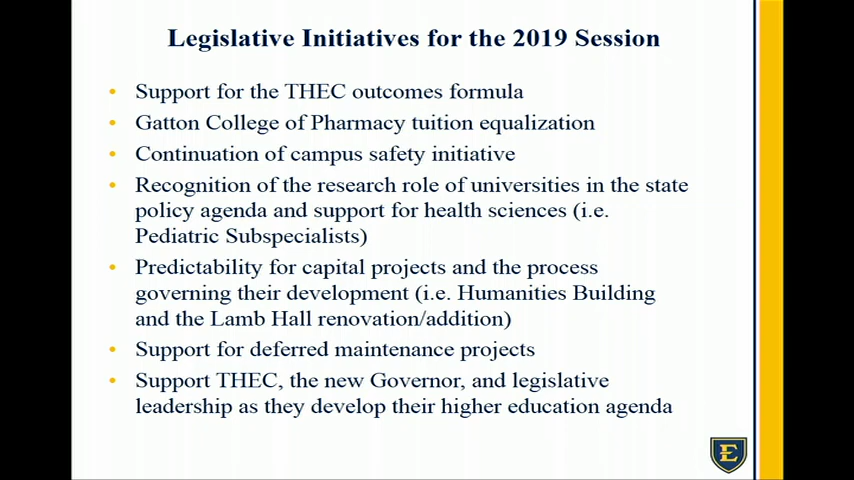 Legislative Initiatives for the 2019 Session
• Support for the THEC outcomes formula
• Gatton College of Pharmacy tuition equalization
• Continuation of campus safety initiative
• Recognition of the research role of universities in the state
policy agenda and support for health sciences (i.e.
Pediatric Subspecialists)
• Predictability for capital projects and the process
governing their development (i.e. Humanities Building
and the Lamb Hall renovation/addition)
• Support for deferred maintenance projects
• Support THEC, the new Governor, and legislative
leadership as they develop their higher education agenda
E